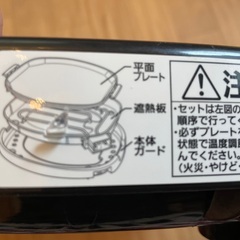 平面
プレート
遮熱板
本体
ガード
注
・セットは左図の
順序で行って
・必ずプレート
状態で温度調節
んでください。
(火災・やけど